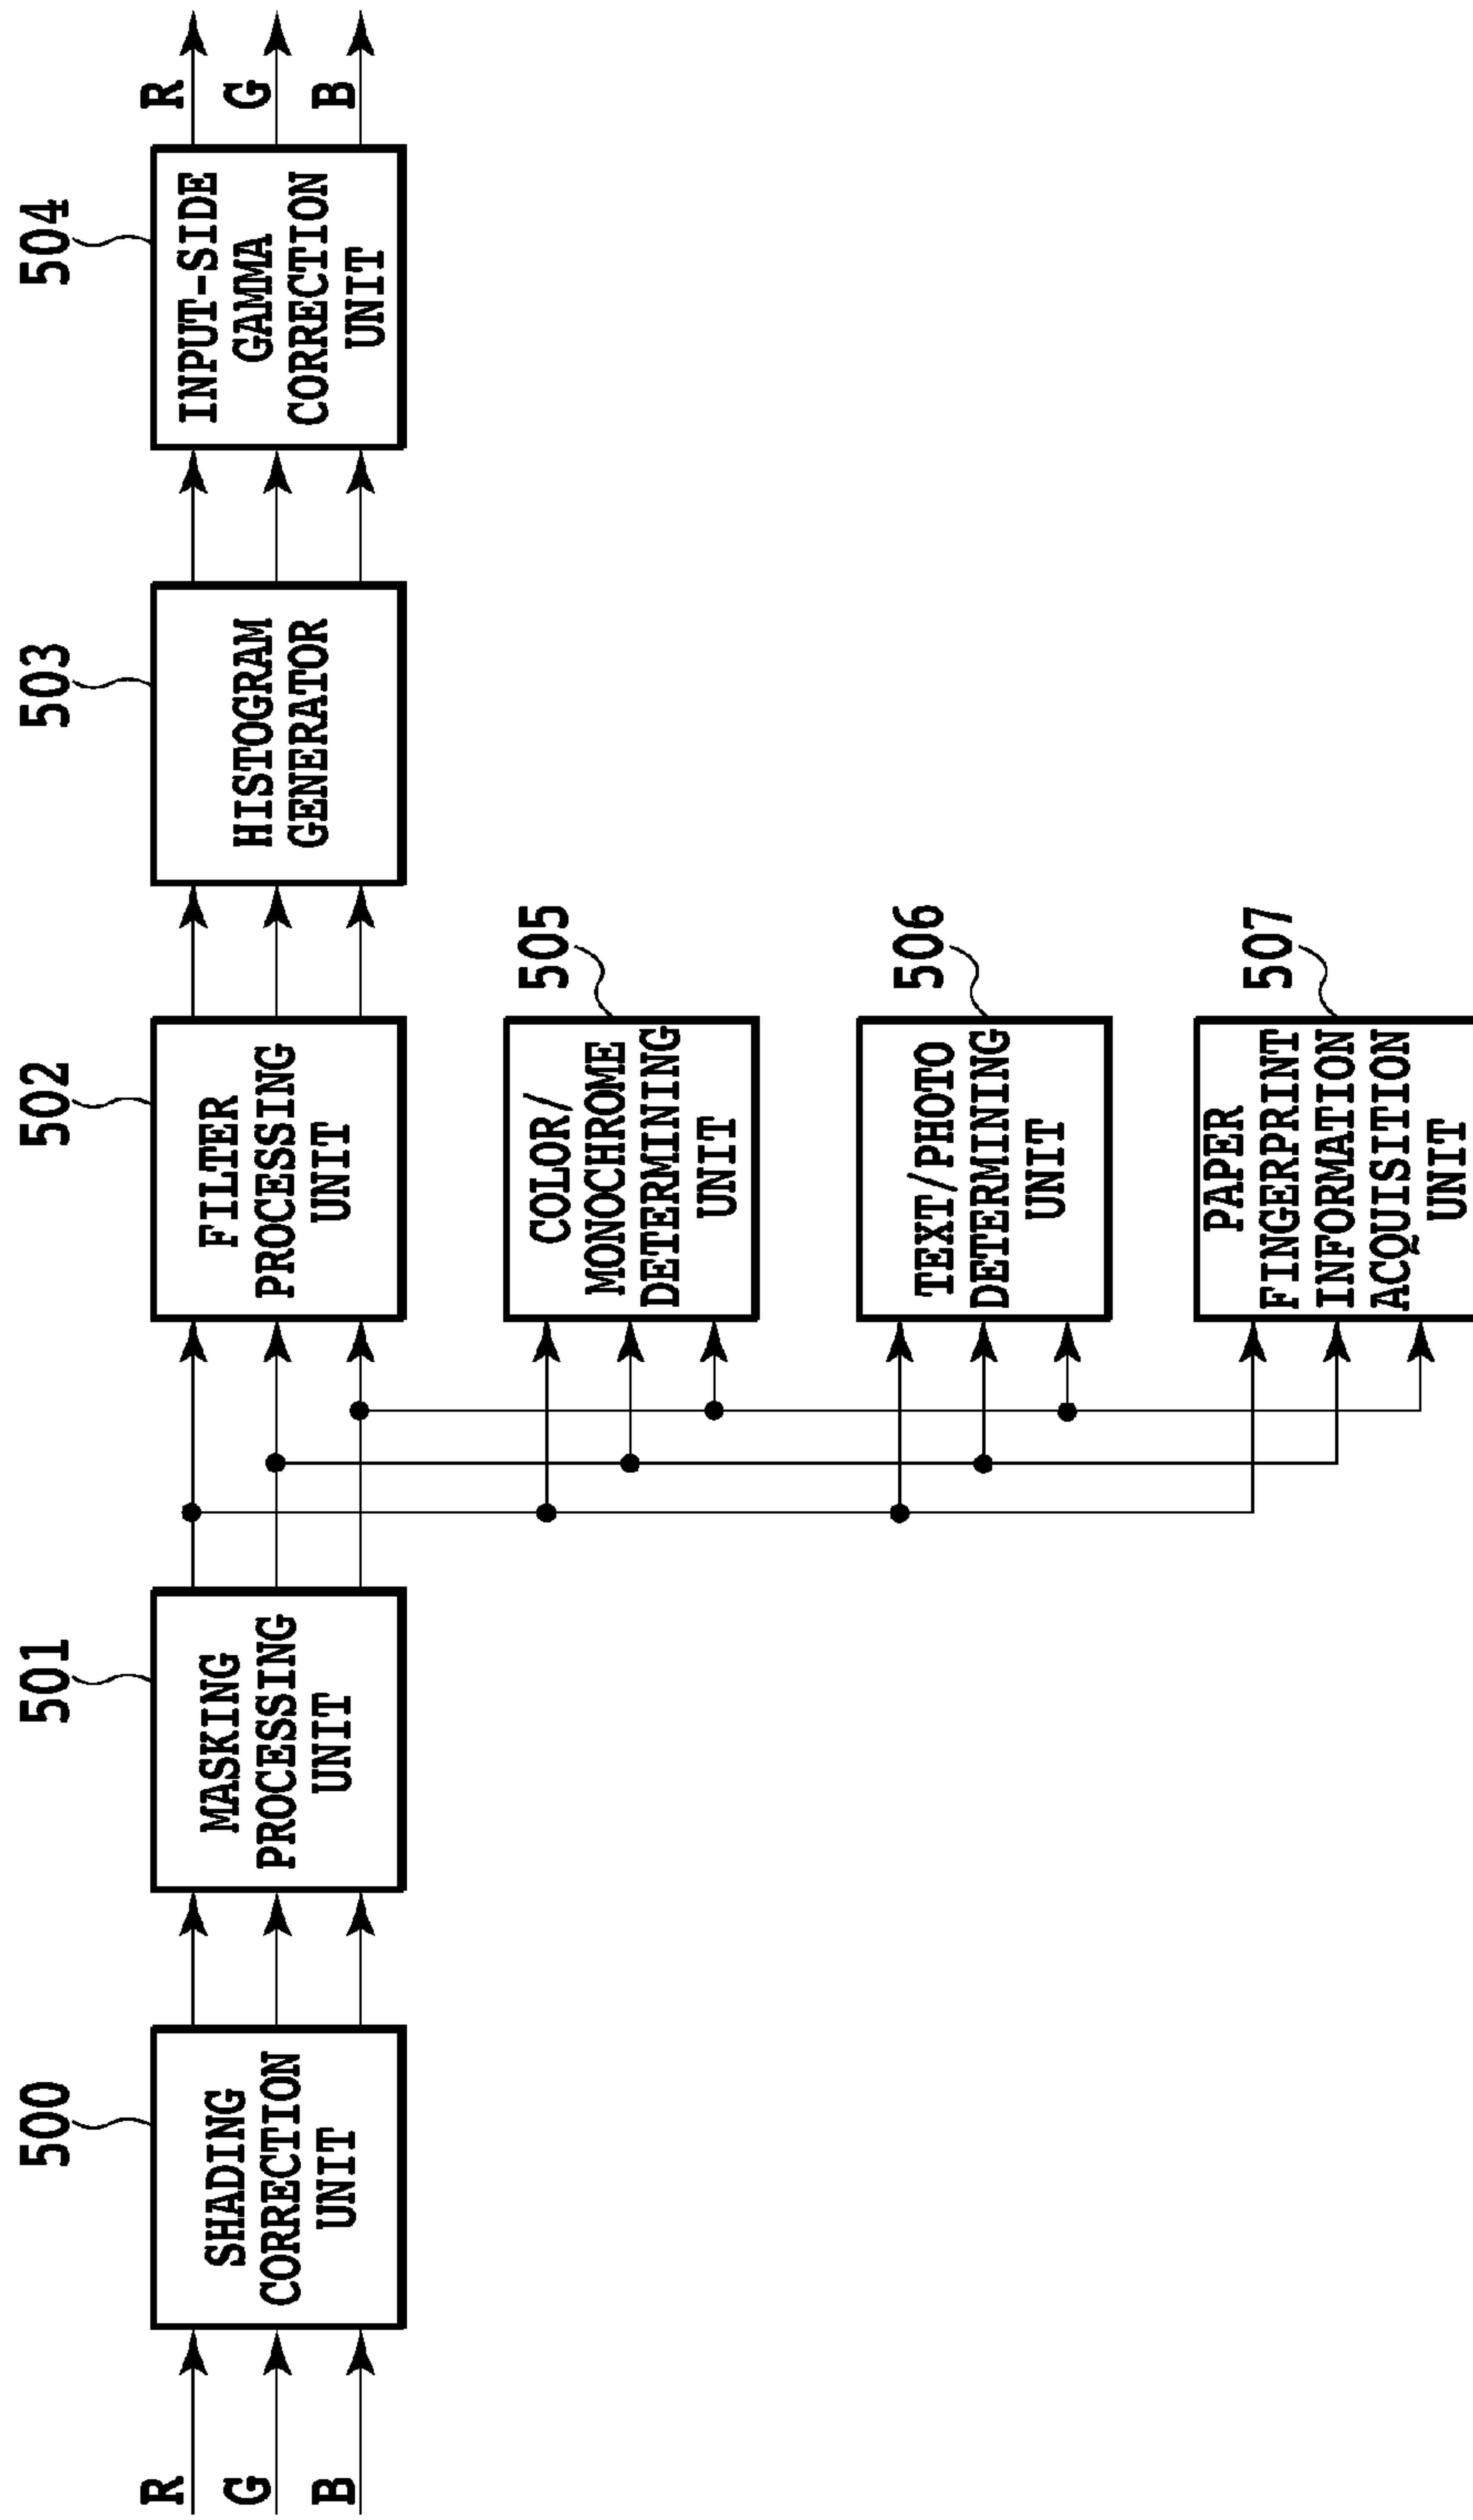 R
G
B
500
SHADING
CORRECTION
UNIT
501
MASKING
PROCESSING
UNIT
502
FILTER
PROCESSING
UNIT
503
HISTOGRAM
GENERATOR
504
INPUT-SIDE
GAMMA
CORRECTION
UNIT
R
G
B
505
COLOR/
MONOCHROME
DETERMINING
UNIT
506
TEXT/PHOTO
DETERMINING
UNIT
507
PAPER
FINGERPRINT
INFORMATION
ACQUISITION
UNIT